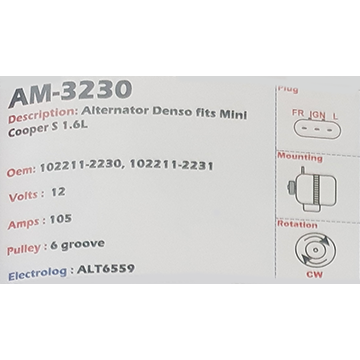 AM-3230
Description: Alternator Denso fits Mini
Cooper S 1.6L
Oem: 102211-2230, 102211-2231
Volts : 12
Amps : 105
Pulley : 6 groove
Electrolog : ALT6559
Plug
FR IGN L
Mounting
Rotation
CW